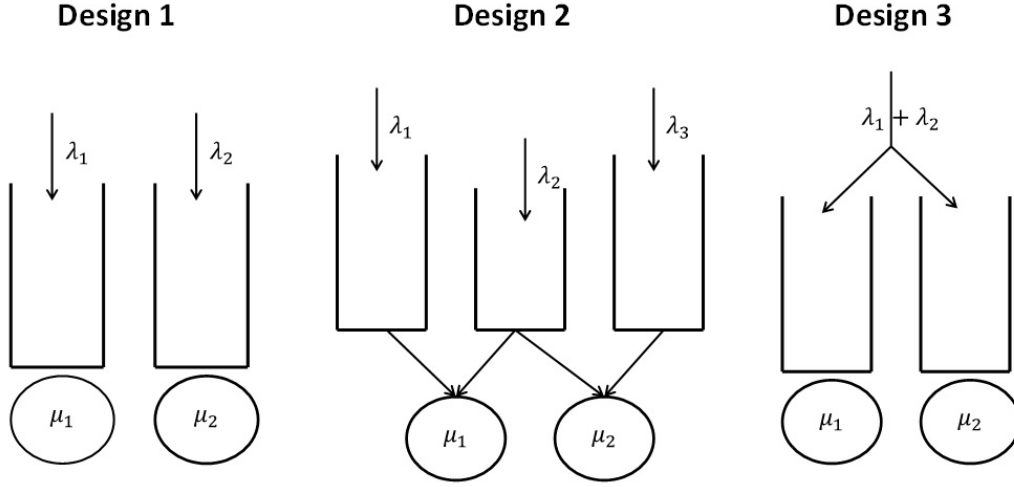 Design 1
Design 2
Design 3
λ₁
λ₂
λ₁
λ₂
λ₃
λ₁ + λ₂
μ₁
μ₂
μ₁
μ₂
μ₁
μ₂